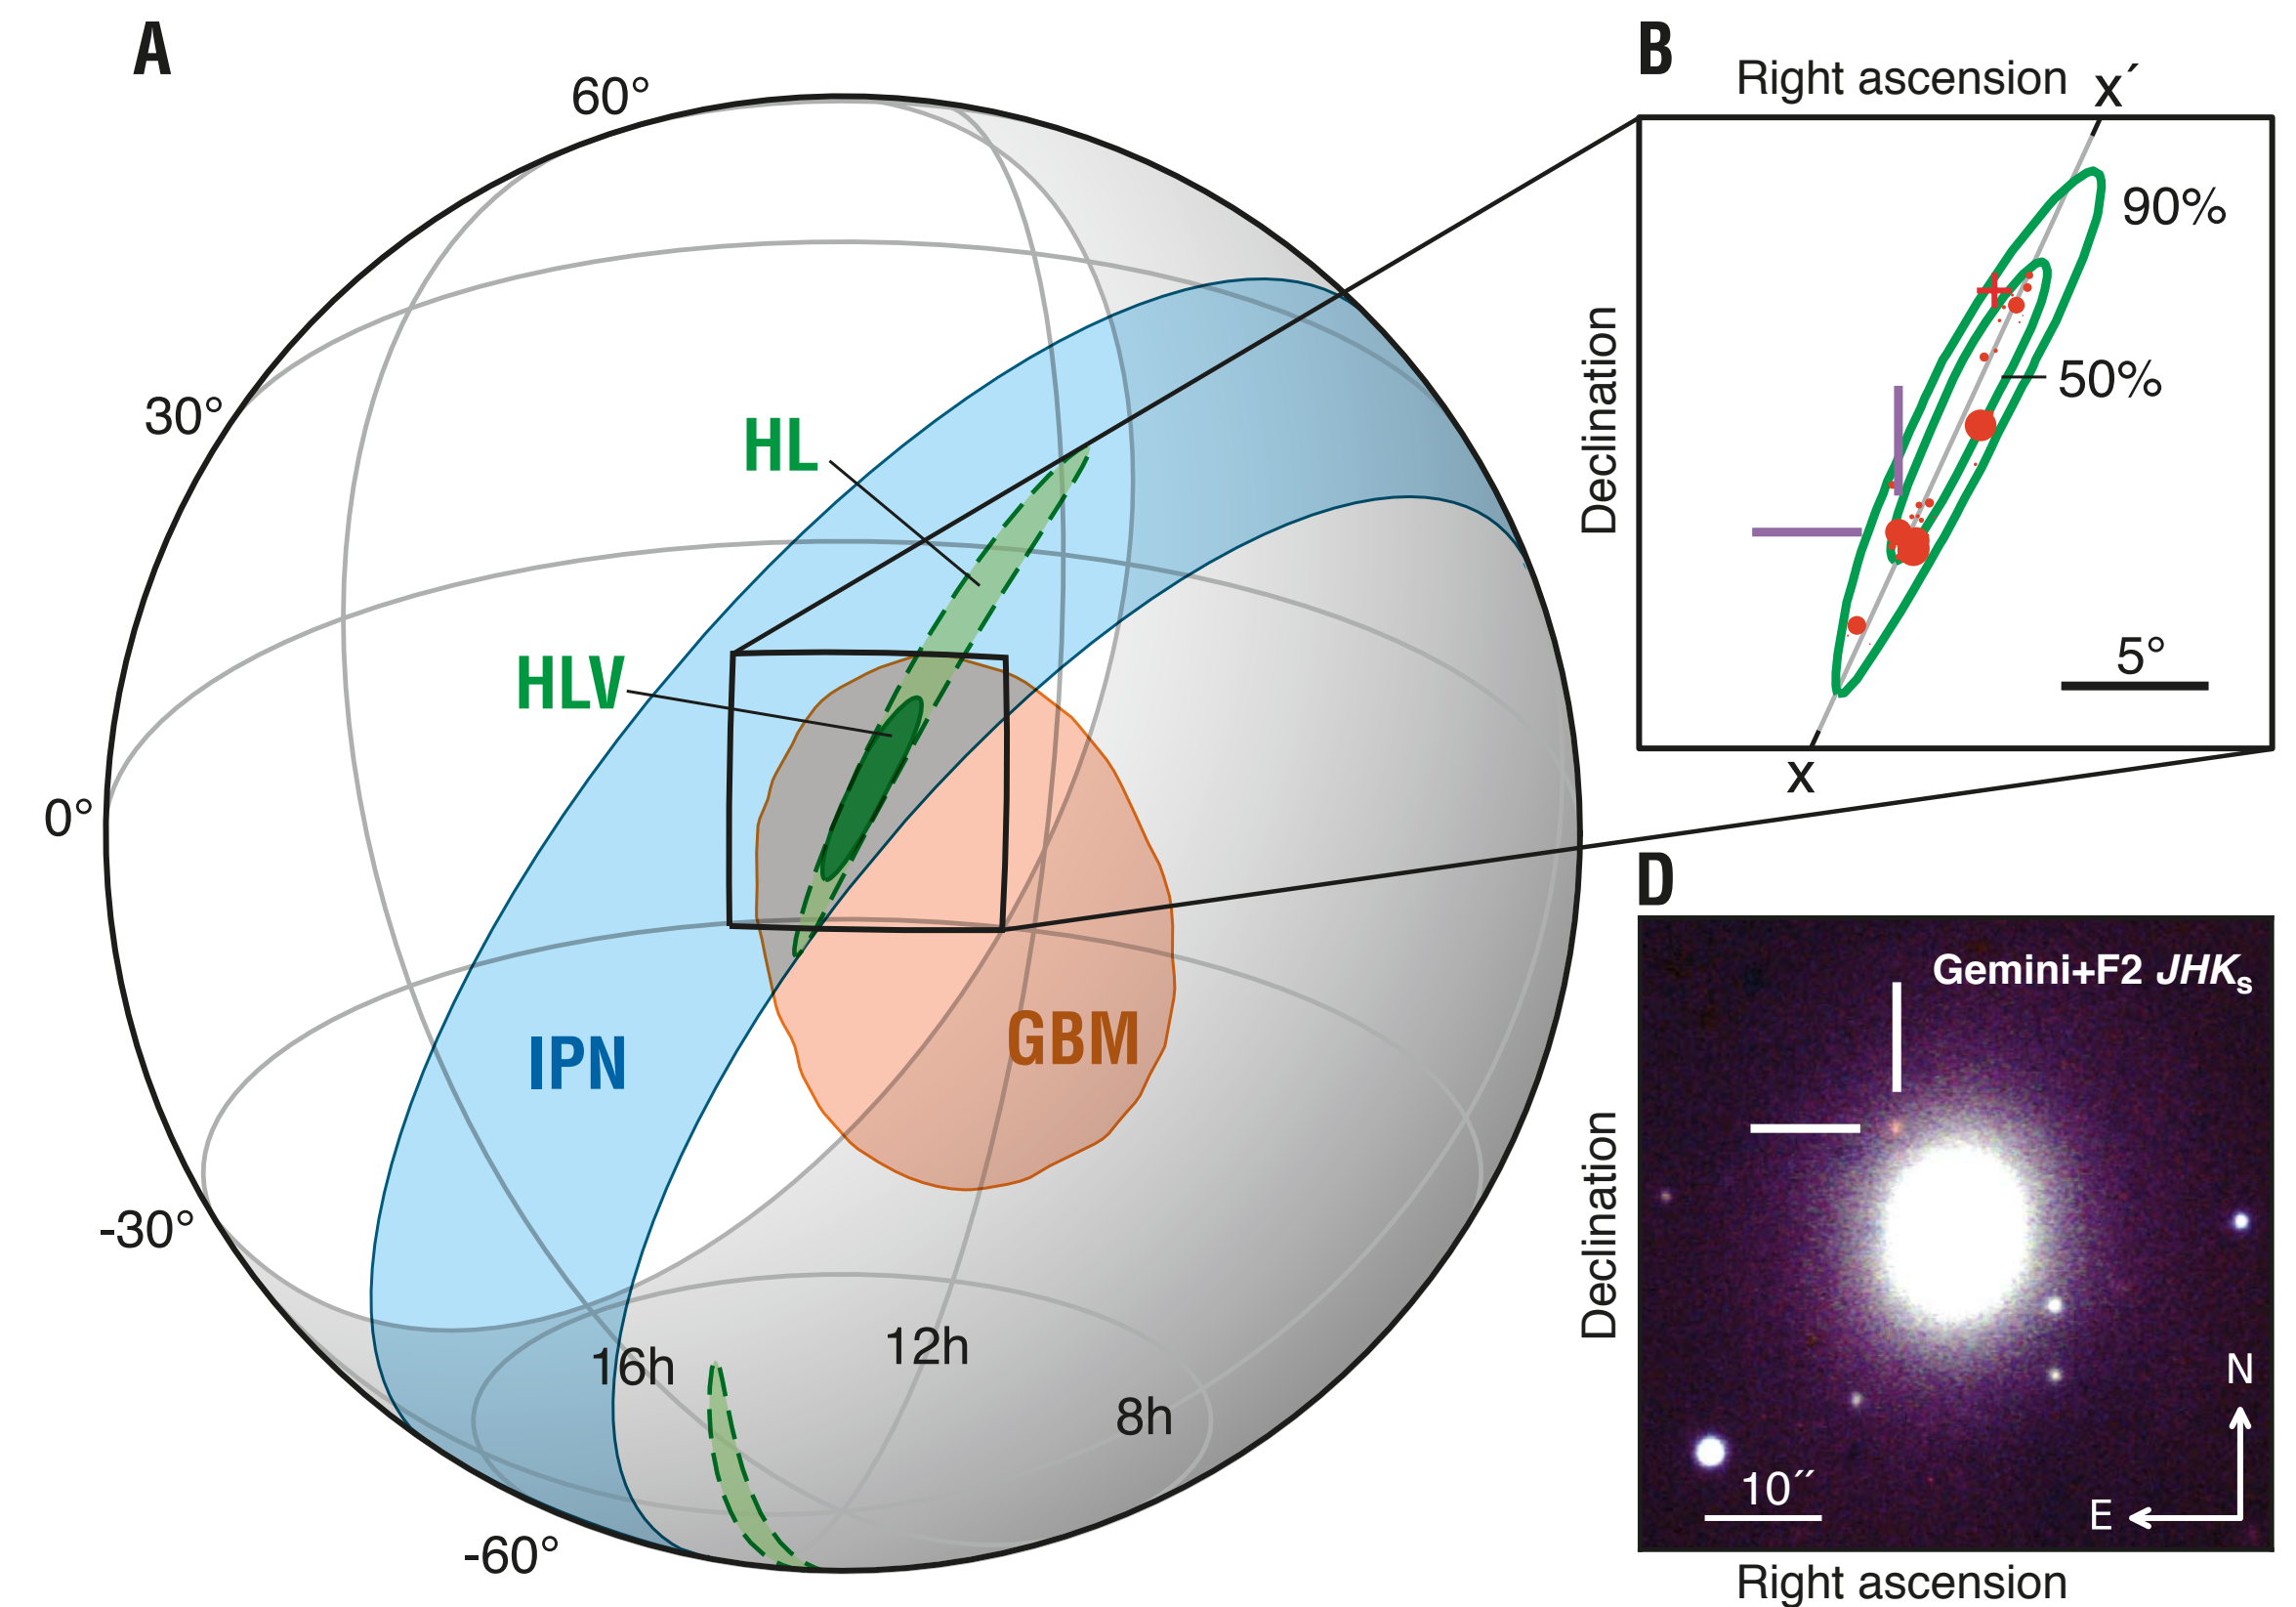 A
60°
30°
0°
-30°
-60°
HL
HLV
IPN
GBM
16h
12h
8h
B
Right ascension
x´
Declination
90%
50%
5°
x
D
Gemini+F2 JHKs
Declination
10´´
N
E
Right ascension